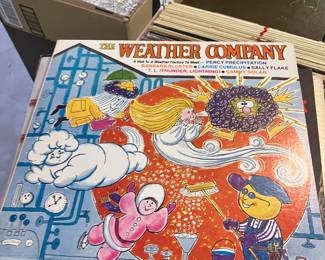 THE WEATHER COMPANY
A Visit To A Weather Factory To Meet— PERCY PRECIPITATION
BARBARA BLUSTER • CARRIE CUMULUS • SALLY FLAKE
T. L. (THUNDER, LIGHTNING) • SAMMY SOLAR